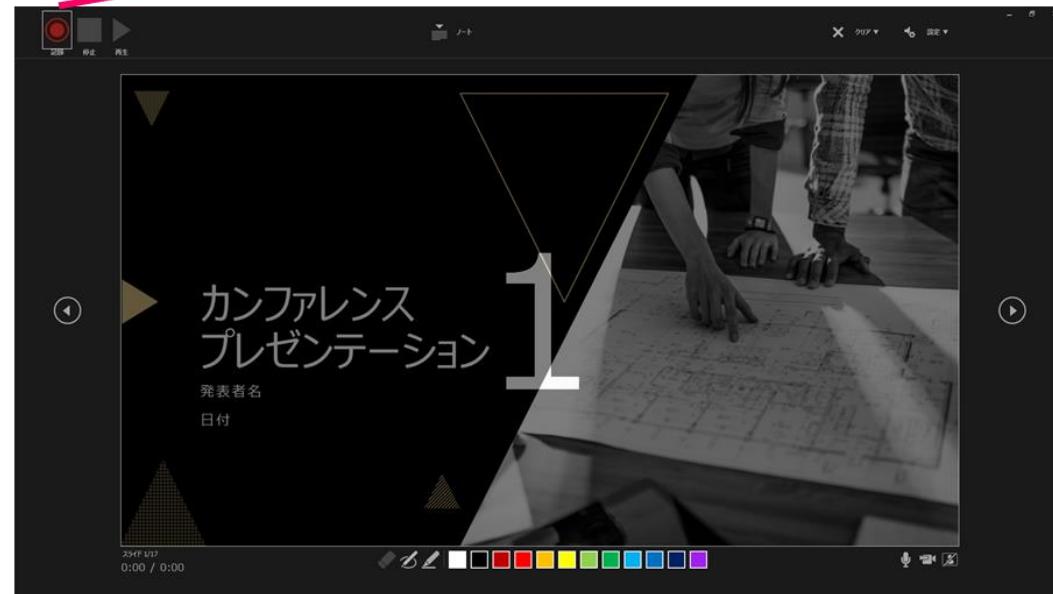 記録 停止 再生
ノート
クリア 設定
カンファレンス
プレゼンテーション
1
発表者名
日付
スライド 1/17
0:00 / 0:00